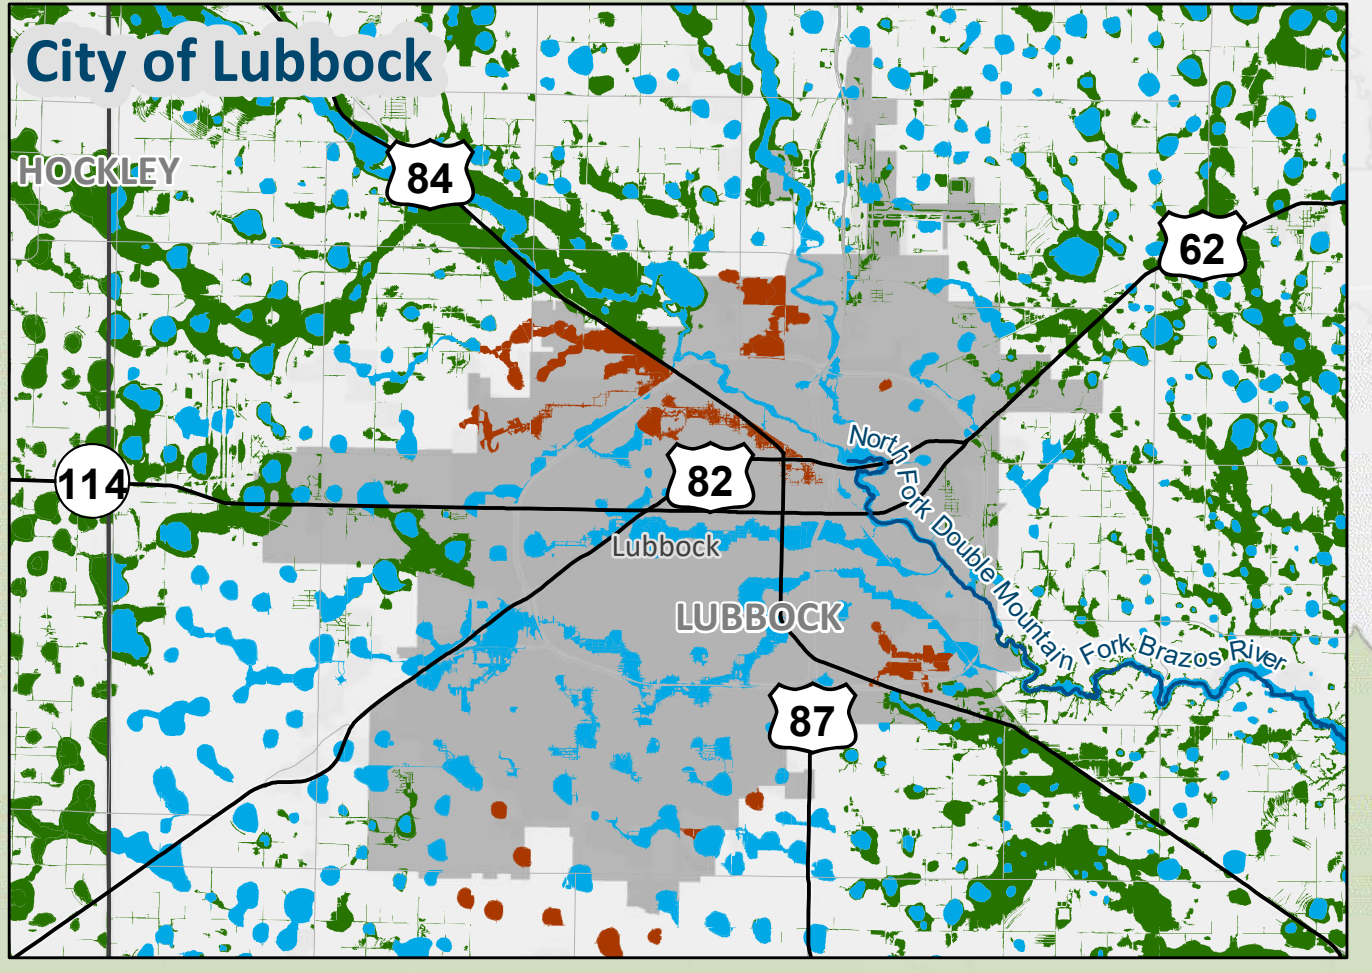 City of Lubbock
HOCKLEY
84
62
114
82
North Fork Double Mountain Fork Brazos River
Lubbock
LUBBOCK
87